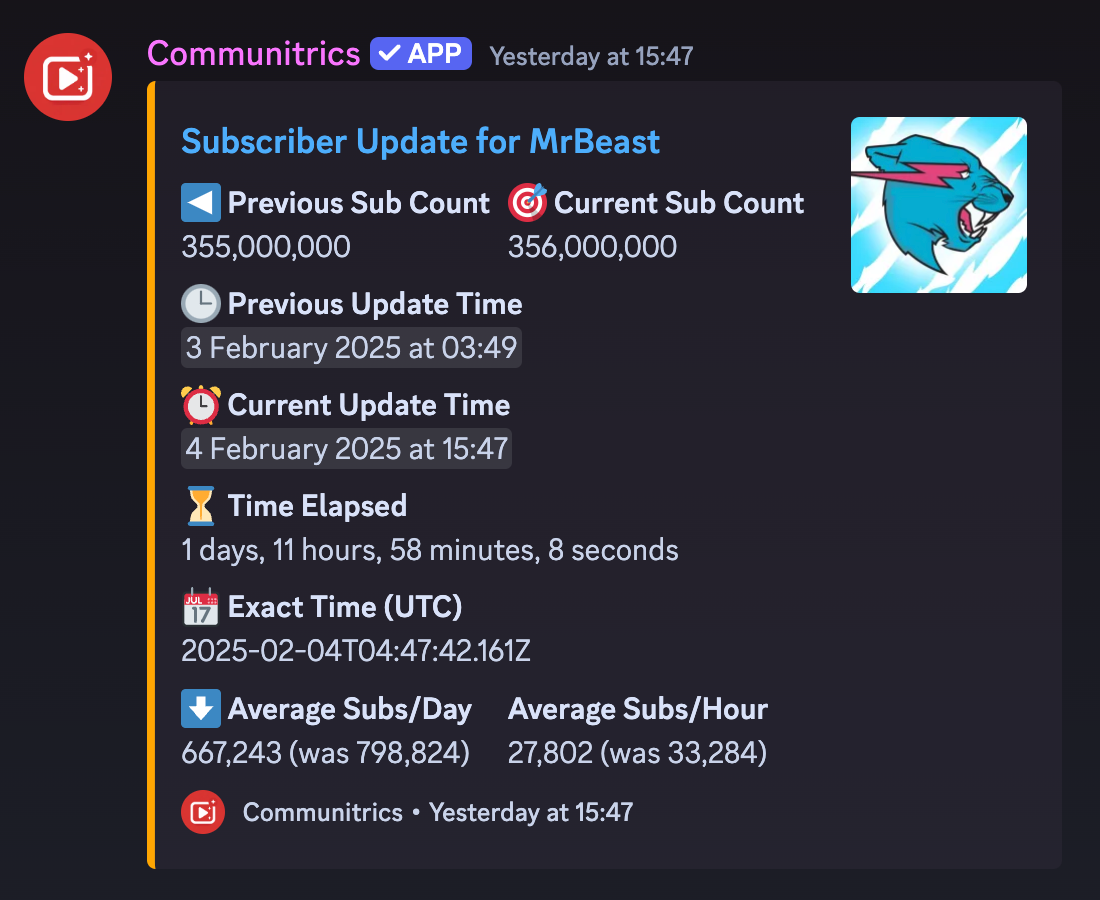 Communitrics APP Yesterday at 15:47
Subscriber Update for MrBeast
Previous Sub Count Current Sub Count
355,000,000 356,000,000
Previous Update Time
3 February 2025 at 03:49
Current Update Time
4 February 2025 at 15:47
Time Elapsed
1 days, 11 hours, 58 minutes, 8 seconds
JUL 17 Exact Time (UTC)
2025-02-04T04:47:42.161Z
Average Subs/Day Average Subs/Hour
667,243 (was 798,824) 27,802 (was 33,284)
Communitrics • Yesterday at 15:47